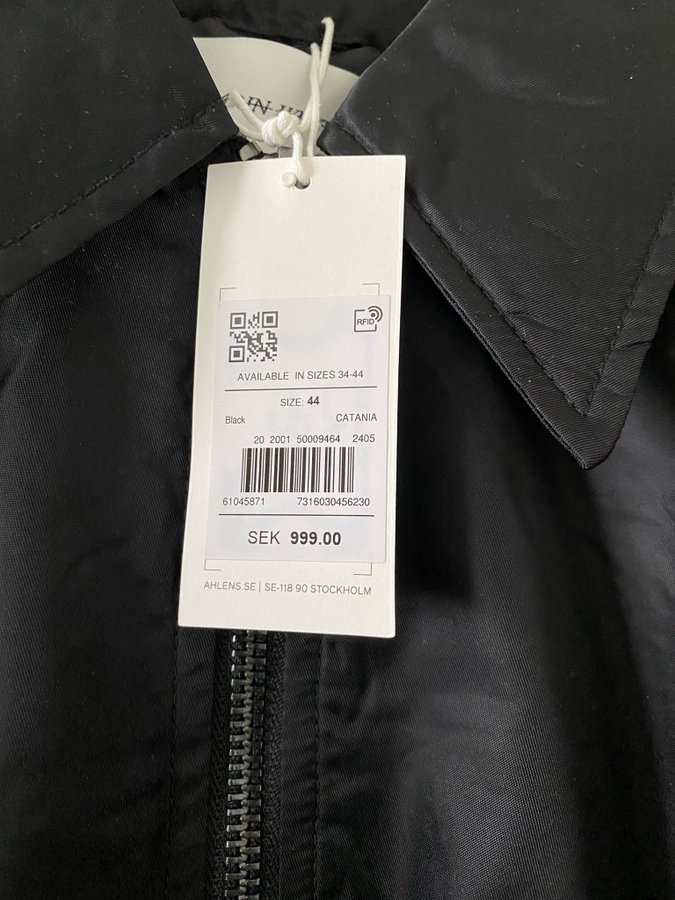 RFID
AVAILABLE IN SIZES 34-44
SIZE: 44
Black CATANIA
20 2001 50009464 2405
61045871 7316030456230
SEK 999.00
AHLENS.SE | SE-118 90 STOCKHOLM